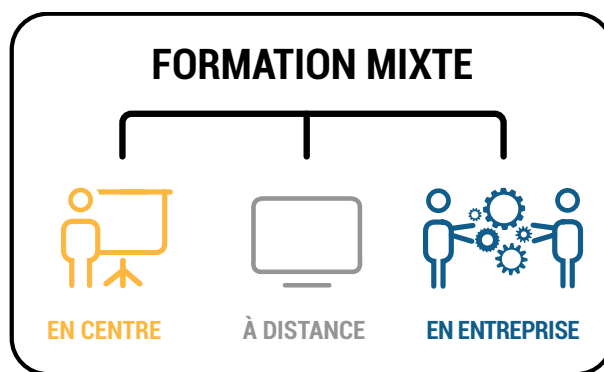 FORMATION MIXTE
EN CENTRE
À DISTANCE
EN ENTREPRISE